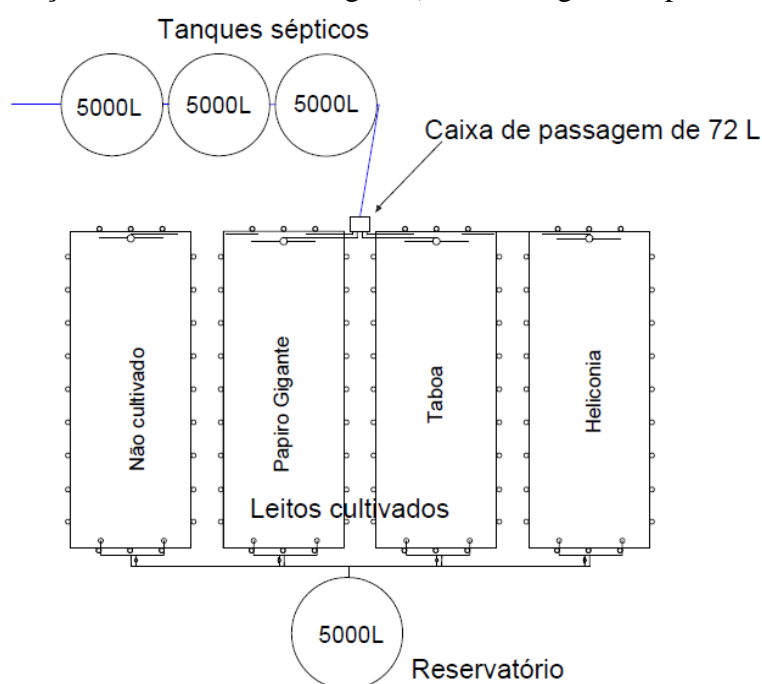 Tanques sépticos
5000L
5000L
5000L
Caixa de passagem de 72 L
Não cultivado
Papiro Gigante
Taboa
Heliconia
Leitos cultivados
5000L
Reservatório